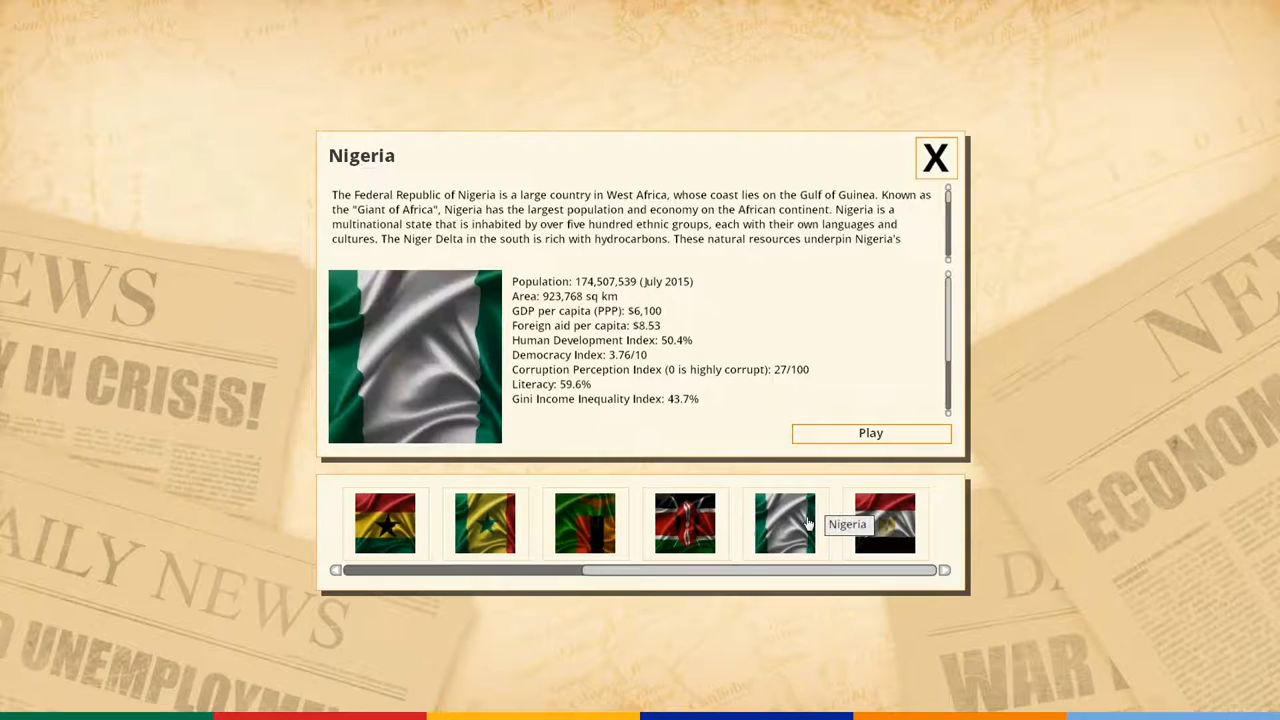 Nigeria
X
The Federal Republic of Nigeria is a large country in West Africa, whose coast lies on the Gulf of Guinea. Known as
the "Giant of Africa", Nigeria has the largest population and economy on the African continent. Nigeria is a
multinational state that is inhabited by over five hundred ethnic groups, each with their own languages and
cultures. The Niger Delta in the south is rich with hydrocarbons. These natural resources underpin Nigeria's
Population: 174,507,539 (July 2015)
Area: 923,768 sq km
GDP per capita (PPP): $6,100
Foreign aid per capita: $8.53
Human Development Index: 50.4%
Democracy Index: 3.76/10
Corruption Perception Index (0 is highly corrupt): 27/100
Literacy: 59.6%
Gini Income Inequality Index: 43.7%
Play
Nigeria
EWS
Y IN CRISIS!
DAILY NEWS
D UNEMPLOYM
NE
ECONOM
DA
WAR